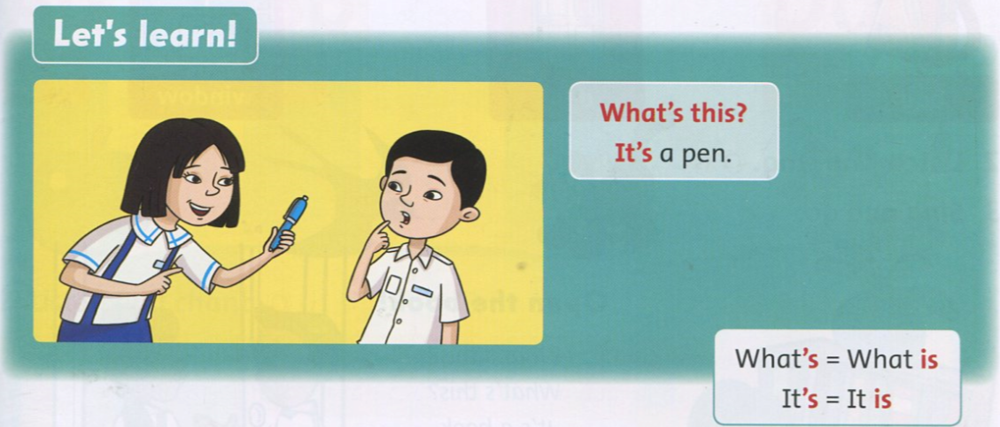 Let's learn!
What's this?
It's a pen.
What's = What is
It's = It is